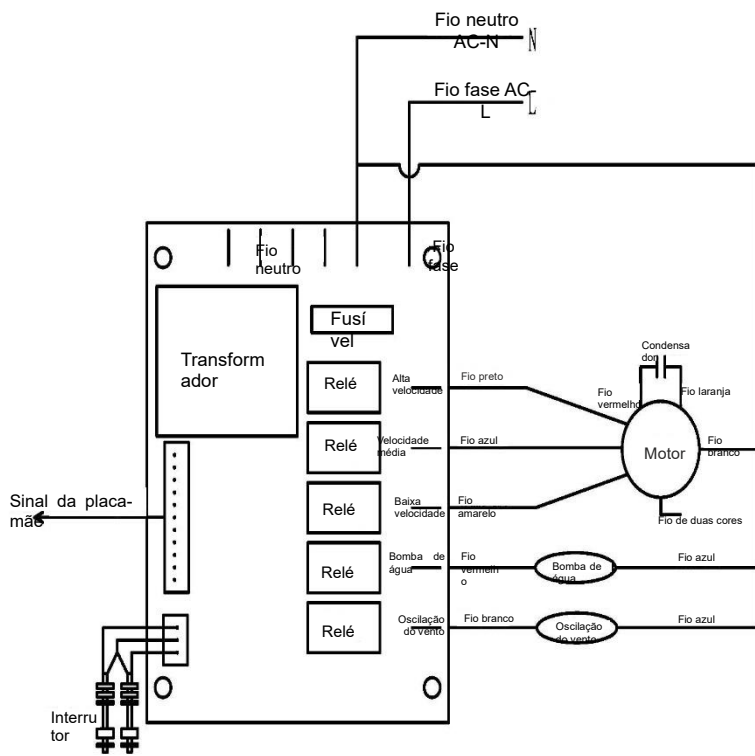 Fio neutro
AC-N
N
Fio fase AC-
L
L
Fio
neutro
Fio
fase
Fusí
vel
Transform
ador
Relé
Alta
velocidade
Fio preto
Condensa
dor
Fio
vermelho
Fio laranja
Relé
Velocidade
média
Fio azul
Motor
Fio
branco
Sinal da placa-
mãe
Relé
Baixa
velocidade
Fio
amarelo
Fio de duas cores
Relé
Bomba de
água
Fio
vermelh
o
Bomba de
água
Fio azul
Relé
Oscilação
do vento
Fio branco
Oscilação
do vento
Fio azul
Interru
tor